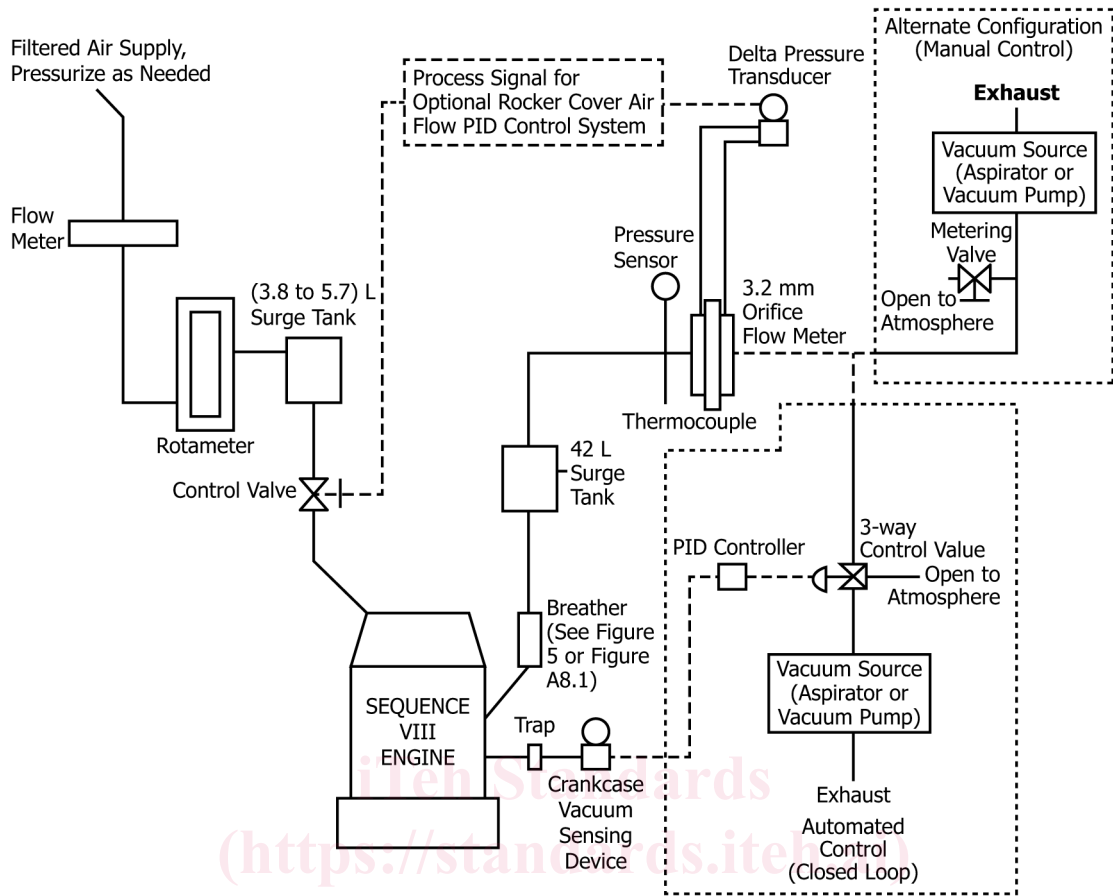 Filtered Air Supply,
Pressurize as Needed
Process Signal for
Optional Rocker Cover Air
Flow PID Control System
Delta Pressure
Transducer
Alternate Configuration
(Manual Control)
Exhaust
Vacuum Source
(Aspirator or
Vacuum Pump)
Metering
Valve
Open to
Atmosphere
Flow
Meter
Pressure
Sensor
(3.8 to 5.7) L
Surge Tank
3.2 mm
Orifice
Flow Meter
Rotameter
Thermocouple
42 L
Surge
Tank
Control Valve
3-way
Control Value
PID Controller
Open to
Atmosphere
Breather
(See Figure
5 or Figure
A8.1)
Vacuum Source
(Aspirator or
Vacuum Pump)
SEQUENCE
VIII
ENGINE
Trap
Crankcase
Vacuum
Sensing
Device
Exhaust
Automated
Control
(Closed Loop)
iTeh Standards
(https://standards.iteh.ai)